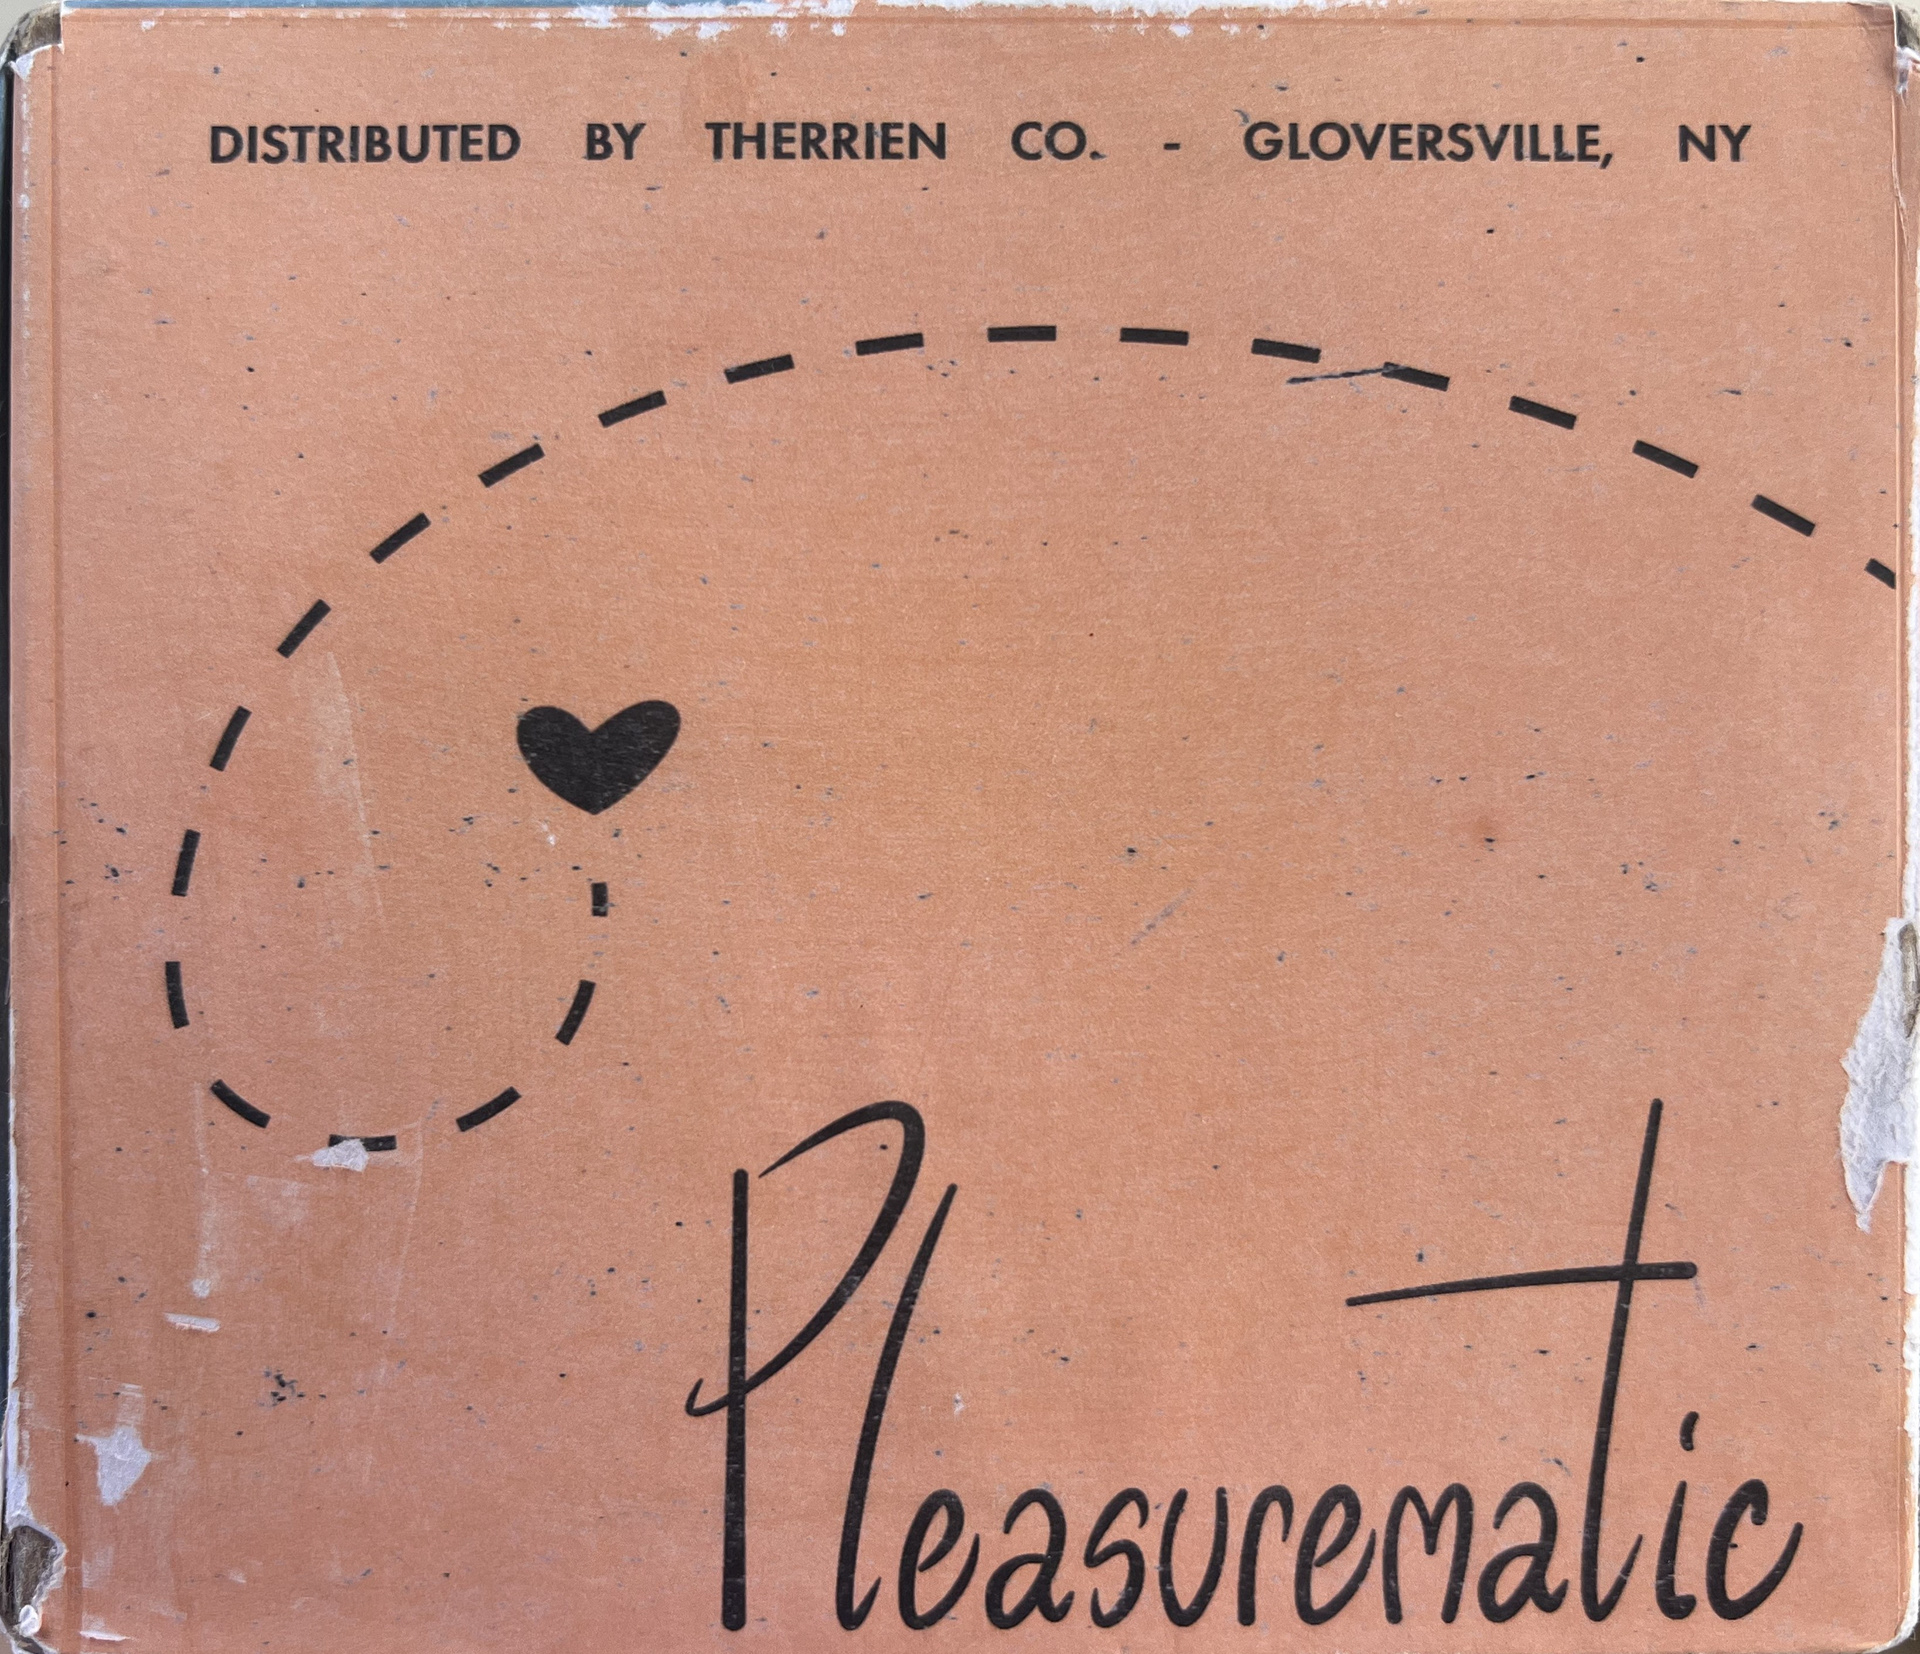 DISTRIBUTED BY THERRIEN CO. - GLOVERSVILLE, NY
Pleasurematic